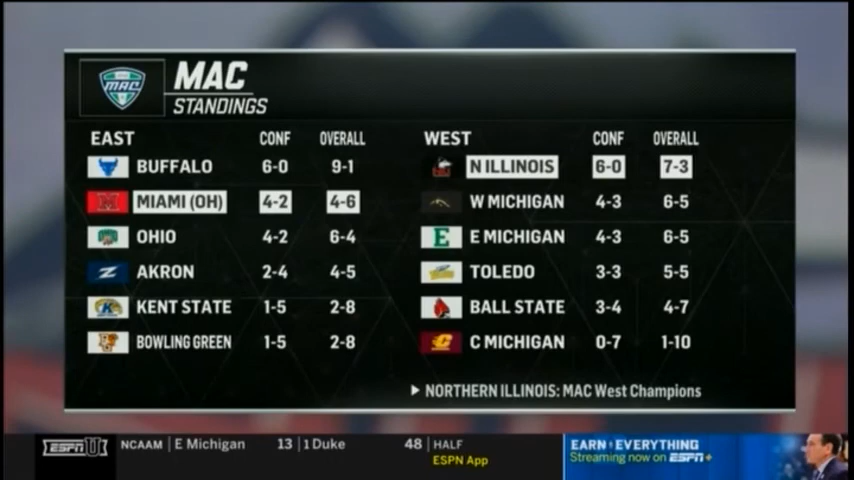 MAC
MAC
STANDINGS
EAST CONF OVERALL
BUFFALO 6-0 9-1
MIAMI (OH) 4-2 4-6
OHIO 4-2 6-4
AKRON 2-4 4-5
KENT STATE 1-5 2-8
BOWLING GREEN 1-5 2-8
WEST CONF OVERALL
N ILLINOIS 6-0 7-3
W MICHIGAN 4-3 6-5
E MICHIGAN 4-3 6-5
TOLEDO 3-3 5-5
BALL STATE 3-4 4-7
C MICHIGAN 0-7 1-10
NORTHERN ILLINOIS: MAC West Champions
ESPNU NCAAM E Michigan 13 1 Duke 48 HALF
ESPN App
EARN EVERYTHING
Streaming now on ESPN+